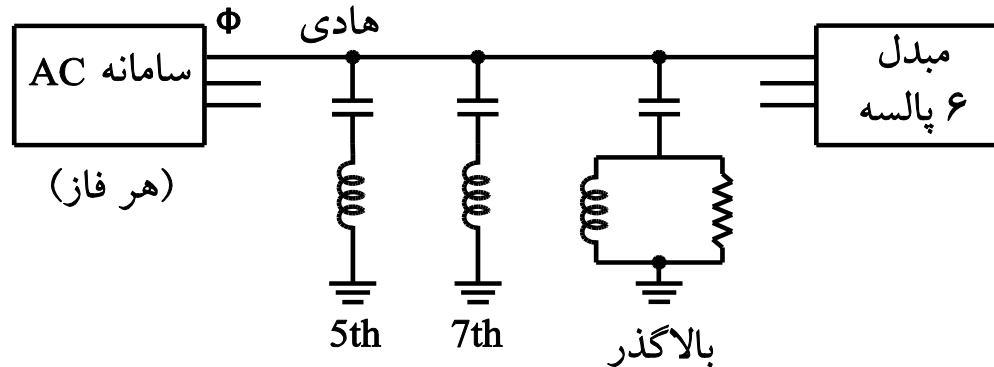 Φ
هادی
سامانه AC
(هر فاز)
مبدل
۶ پالسه
5th
7th
بالاگذر